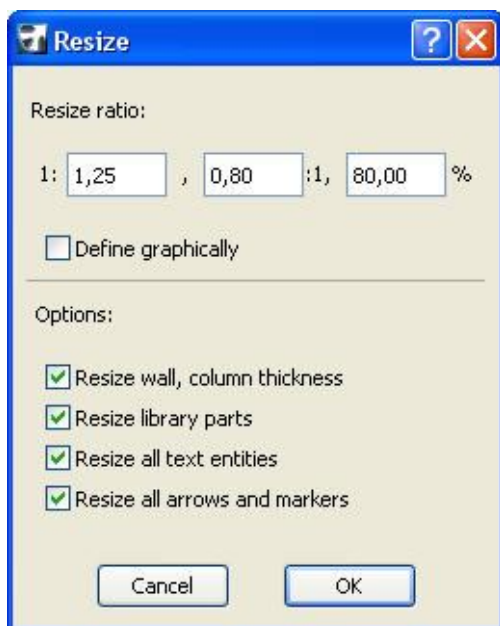 Resize
Resize ratio:
1: 1,25 , 0,80 :1, 80,00 %
Define graphically
Options:
Resize wall, column thickness
Resize library parts
Resize all text entities
Resize all arrows and markers
Cancel OK